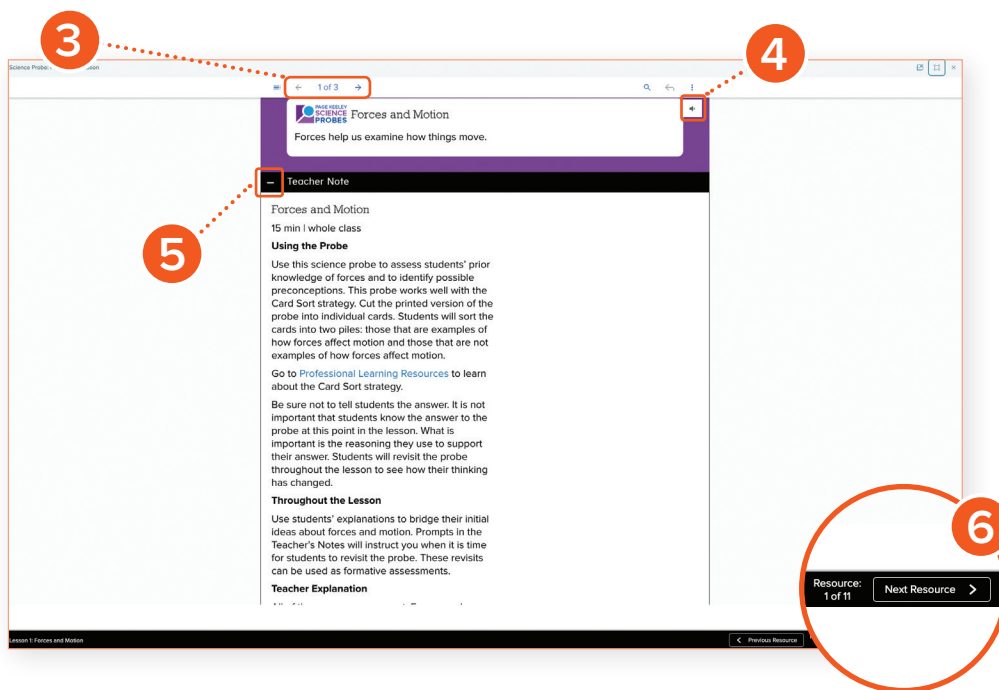 3
4
Science Probe:
1 of 3
PAGE KEELEY
SCIENCE
PROBES
Forces and Motion
Forces help us examine how things move.
Teacher Note
5
Forces and Motion
15 min | whole class
Using the Probe
Use this science probe to assess students' prior
knowledge of forces and to identify possible
preconceptions. This probe works well with the
Card Sort strategy. Cut the printed version of the
probe into individual cards. Students will sort the
cards into two piles: those that are examples of
how forces affect motion and those that are not
examples of how forces affect motion.
Go to Professional Learning Resources to learn
about the Card Sort strategy.
Be sure not to tell students the answer. It is not
important that students know the answer to the
probe at this point in the lesson. What is
important is the reasoning they use to support
their answer. Students will revisit the probe
throughout the lesson to see how their thinking
has changed.
Throughout the Lesson
Use students' explanations to bridge their initial
ideas about forces and motion. Prompts in the
Teacher's Notes will instruct you when it is time
for students to revisit the probe. These revisits
can be used as formative assessments.
Teacher Explanation
6
Resource:
1 of 11
Next Resource
Lesson 1: Forces and Motion
Previous Resource